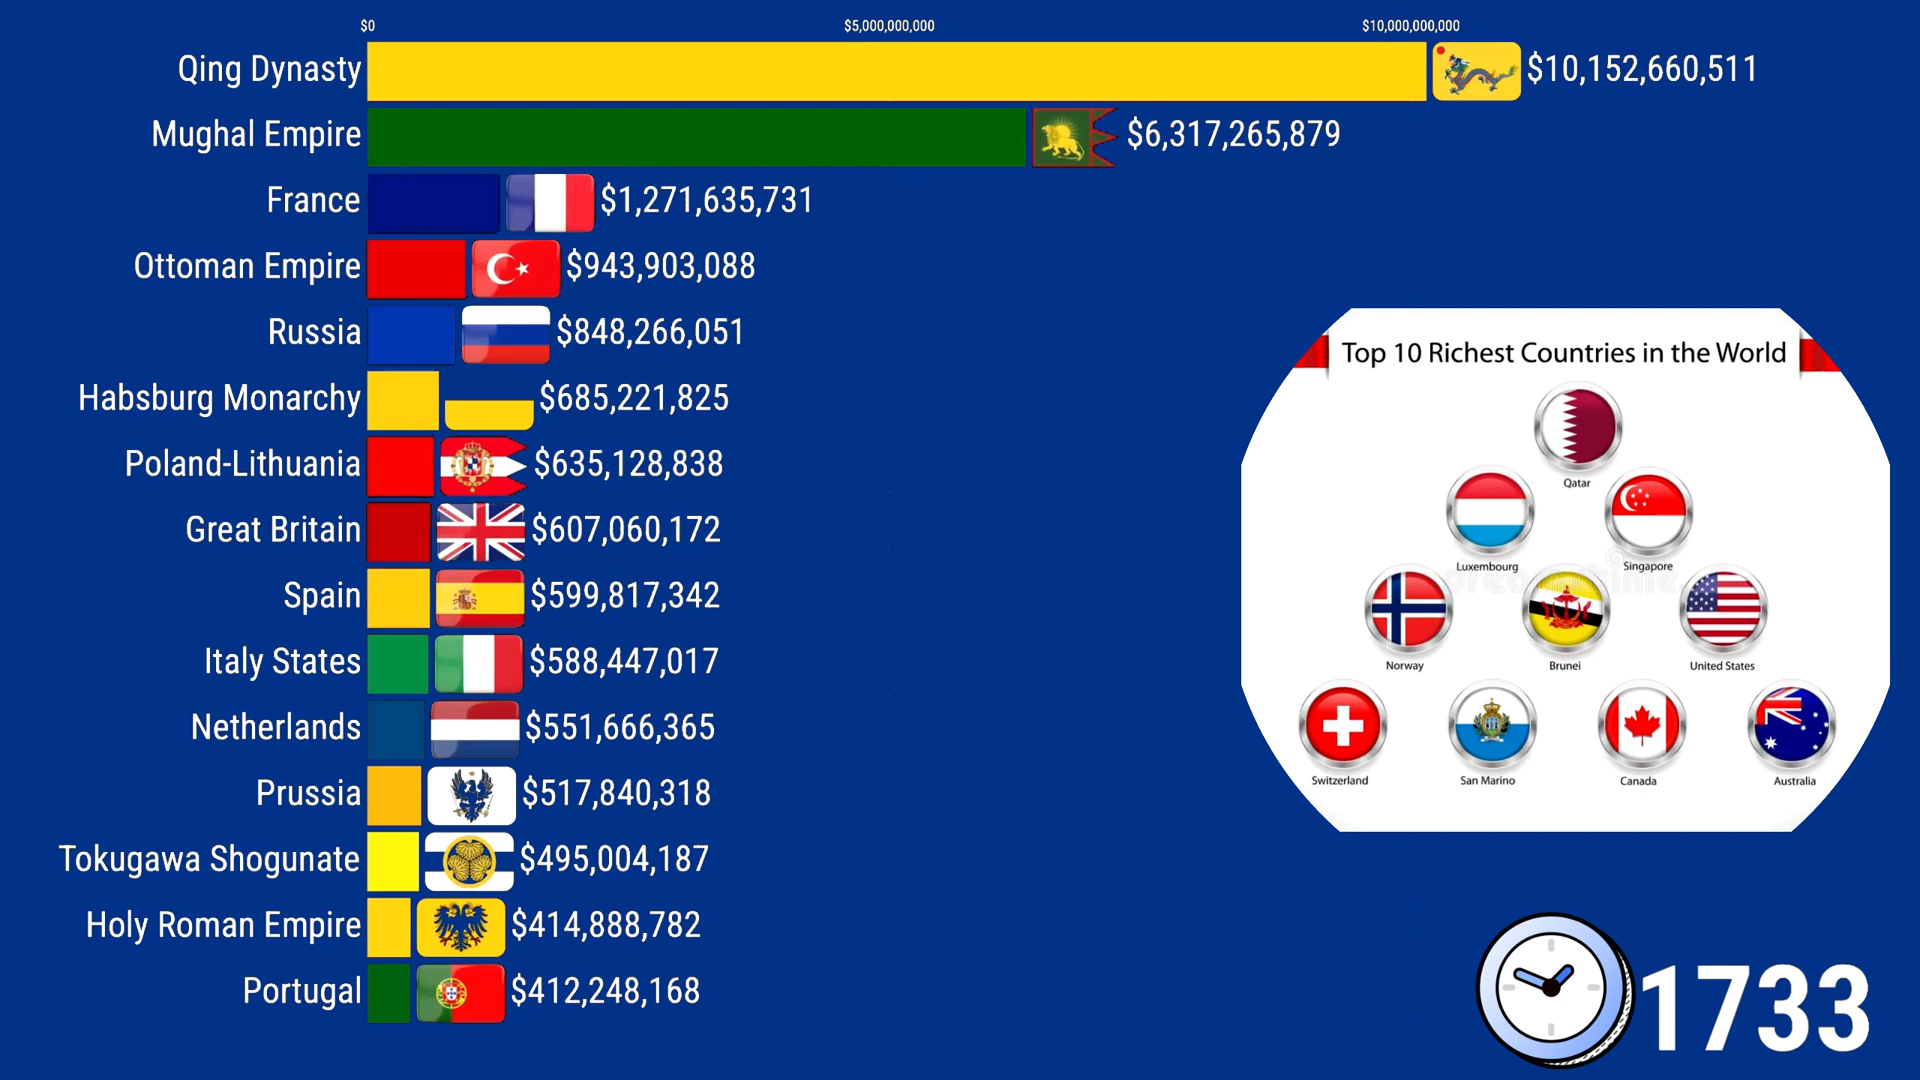 $0 $5,000,000,000 $10,000,000,000
Qing Dynasty $10,152,660,511
Mughal Empire $6,317,265,879
France $1,271,635,731
Ottoman Empire $943,903,088
Russia $848,266,051
Habsburg Monarchy $685,221,825
Poland-Lithuania $635,128,838
Great Britain $607,060,172
Spain $599,817,342
Italy States $588,447,017
Netherlands $551,666,365
Prussia $517,840,318
Tokugawa Shogunate $495,004,187
Holy Roman Empire $414,888,782
Portugal $412,248,168
Top 10 Richest Countries in the World
Qatar
Luxembourg Singapore
Norway Brunei United States
Switzerland San Marino Canada Australia
1733